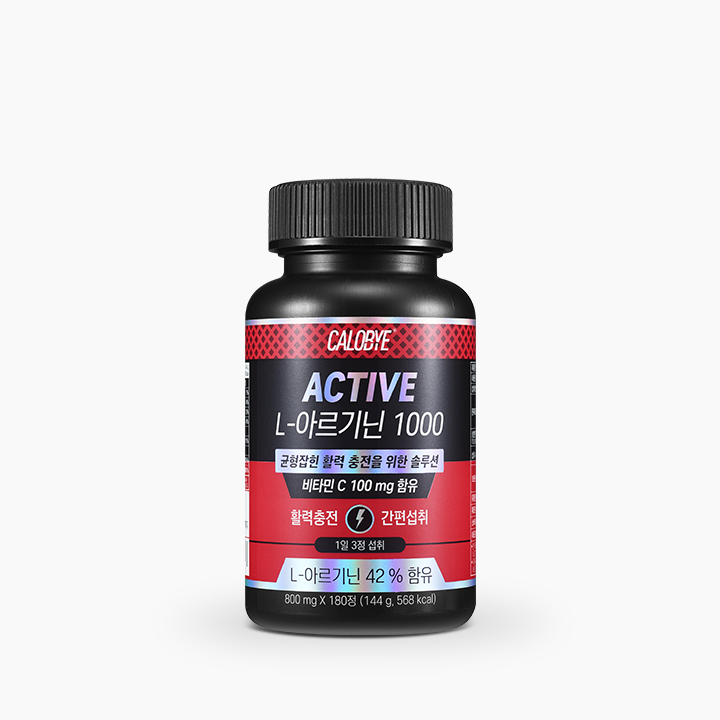 CALOBYE
ACTIVE
L-아르기닌 1000
균형잡힌 활력 충전을 위한 솔루션
비타민 C 100 mg 함유
활력충전 간편섭취
1일 3정 섭취
L-아르기닌 42 % 함유
800 mg X 180정 (144 g, 568 kcal)